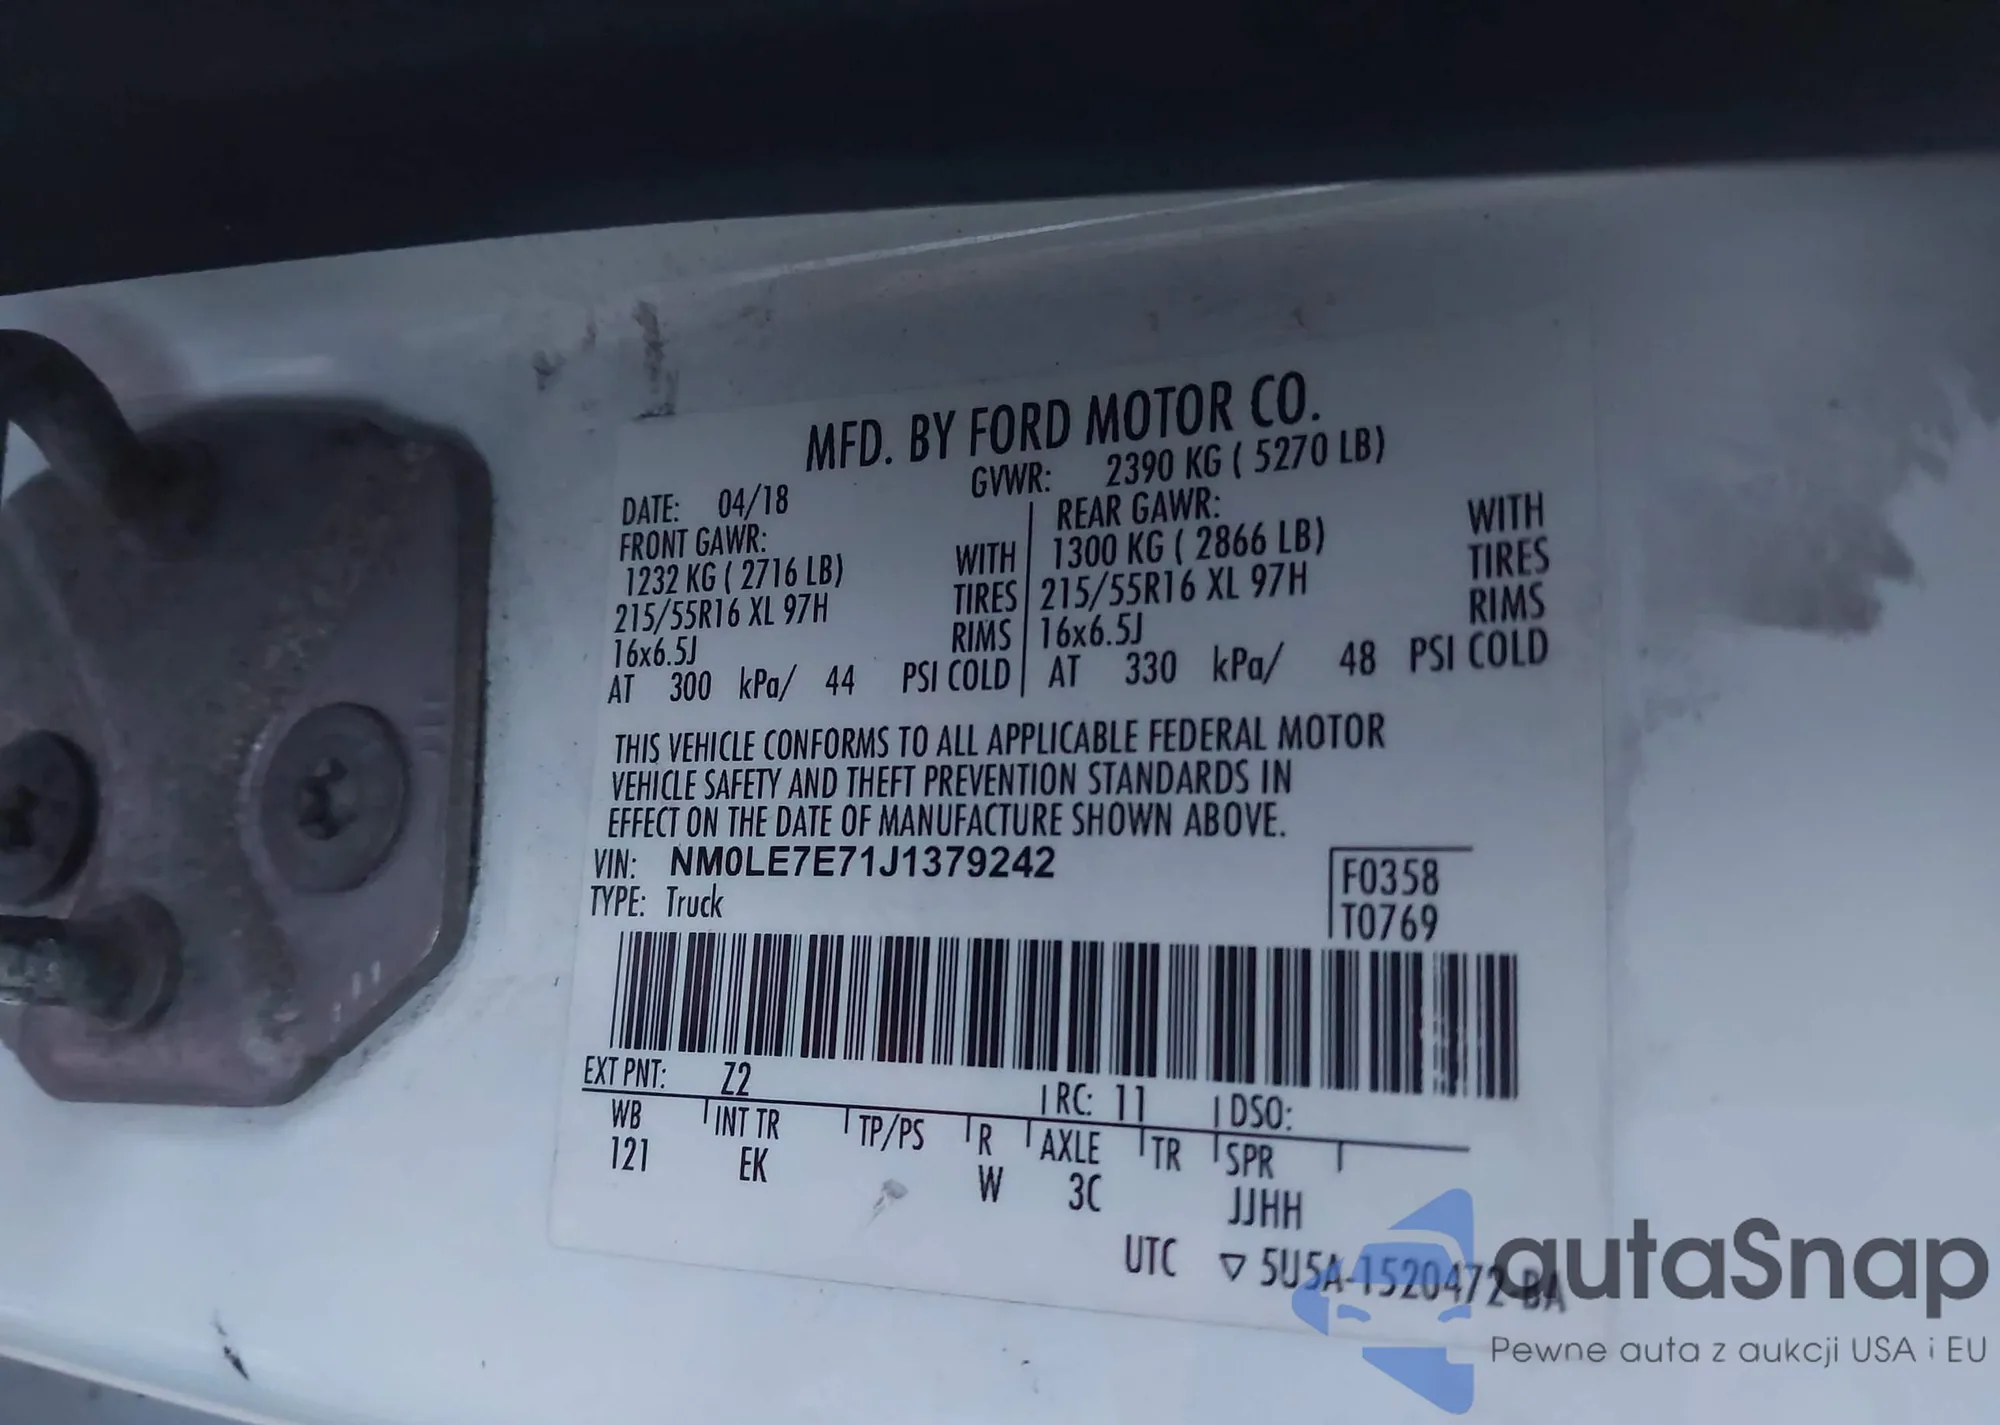 MFD. BY FORD MOTOR CO.
DATE: 04/18 GVWR: 2390 KG ( 5270 LB)
FRONT GAWR: REAR GAWR:
1232 KG ( 2716 LB) WITH 1300 KG ( 2866 LB) WITH
215/55R16 XL 97H TIRES 215/55R16 XL 97H TIRES
16x6.5J RIMS 16x6.5J RIMS
AT 300 kPa/ 44 PSI COLD AT 330 kPa/ 48 PSI COLD
THIS VEHICLE CONFORMS TO ALL APPLICABLE FEDERAL MOTOR
VEHICLE SAFETY AND THEFT PREVENTION STANDARDS IN
EFFECT ON THE DATE OF MANUFACTURE SHOWN ABOVE.
VIN: NM0LE7E71J1379242 F0358
TYPE: Truck T0769
EXT PNT: Z2 RC: 11 DSO:
WB INT TR TP/PS R AXLE TR SPR
121 EK W 3C JJHH
UTC ▽ 5U5A-1520472-BA
autaSnap
Pewne auta z aukcji USA i EU